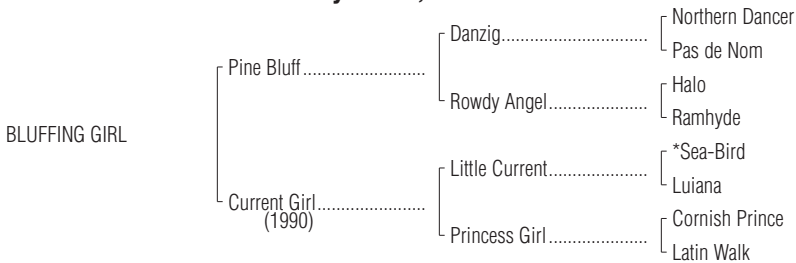 Northern Dancer
Danzig
Pas de Nom
Pine Bluff
Halo
Rowdy Angel
Ramhyde
BLUFFING GIRL
*Sea-Bird
Little Current
Luiana
Current Girl
(1990)
Cornish Prince
Princess Girl
Latin Walk